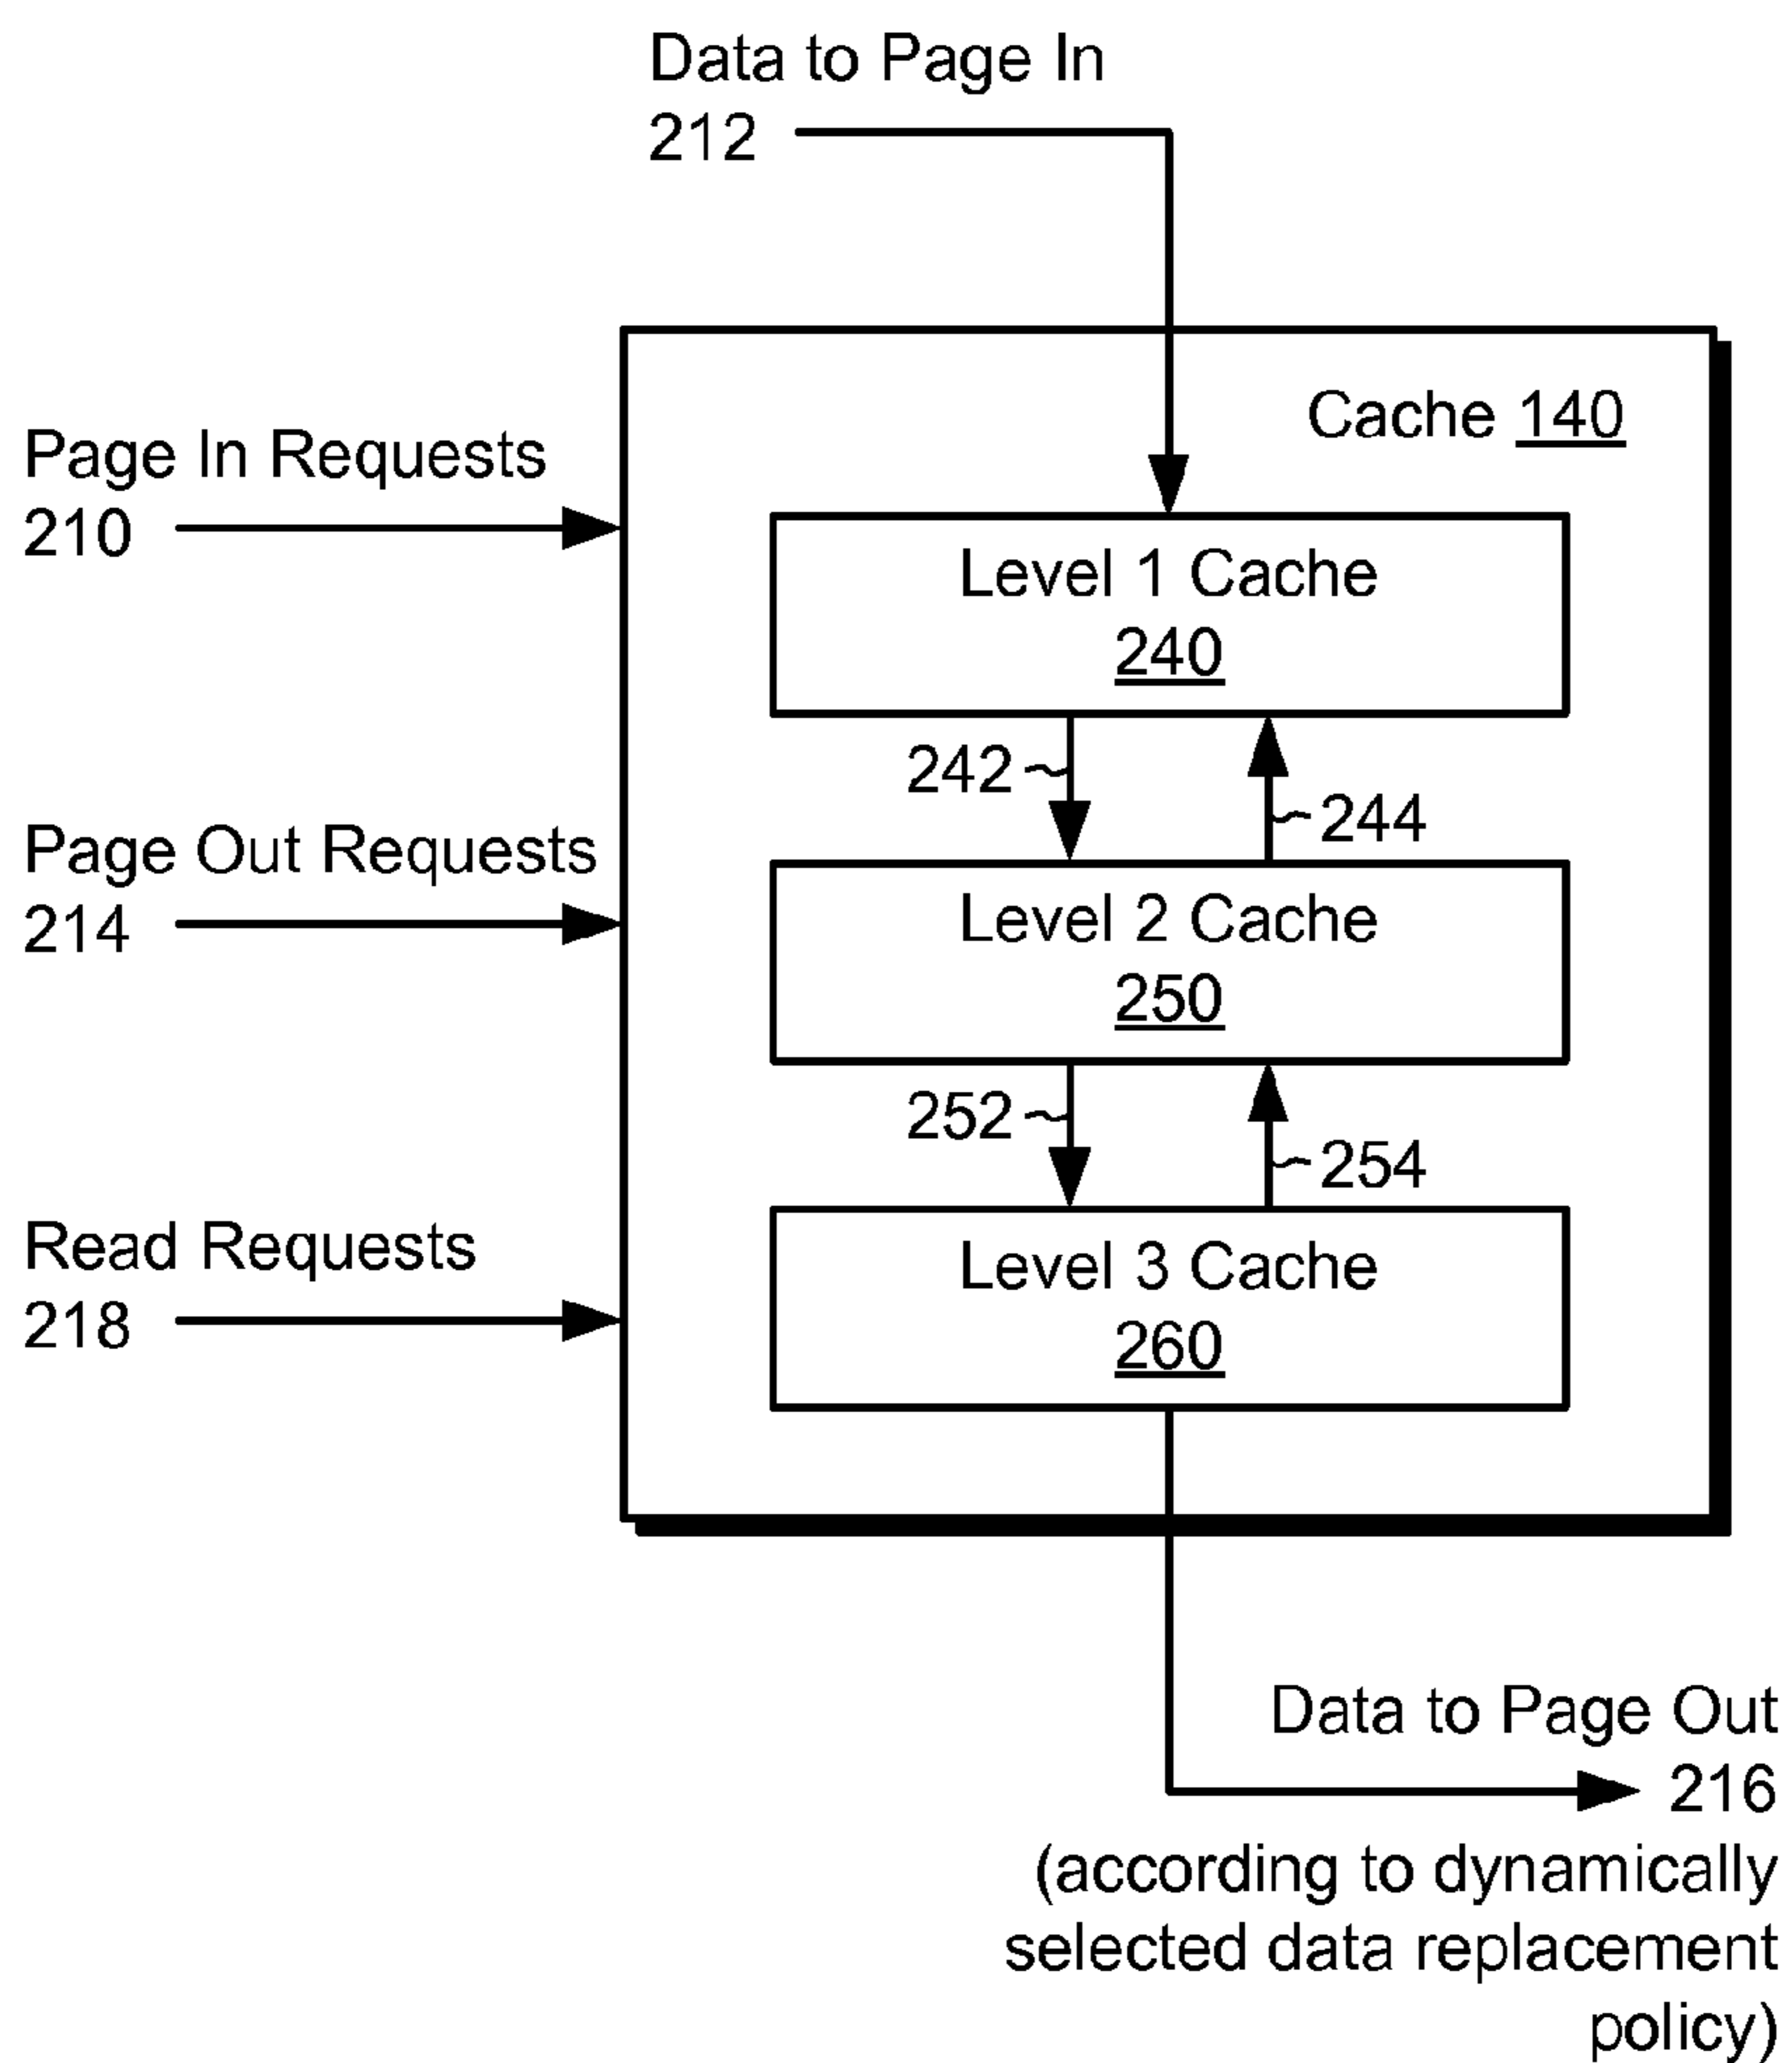 Data to Page In
212
Cache 140
Page In Requests
210
Level 1 Cache
240
242
244
Page Out Requests
214
Level 2 Cache
250
252
254
Read Requests
218
Level 3 Cache
260
Data to Page Out
216
(according to dynamically
selected data replacement
policy)